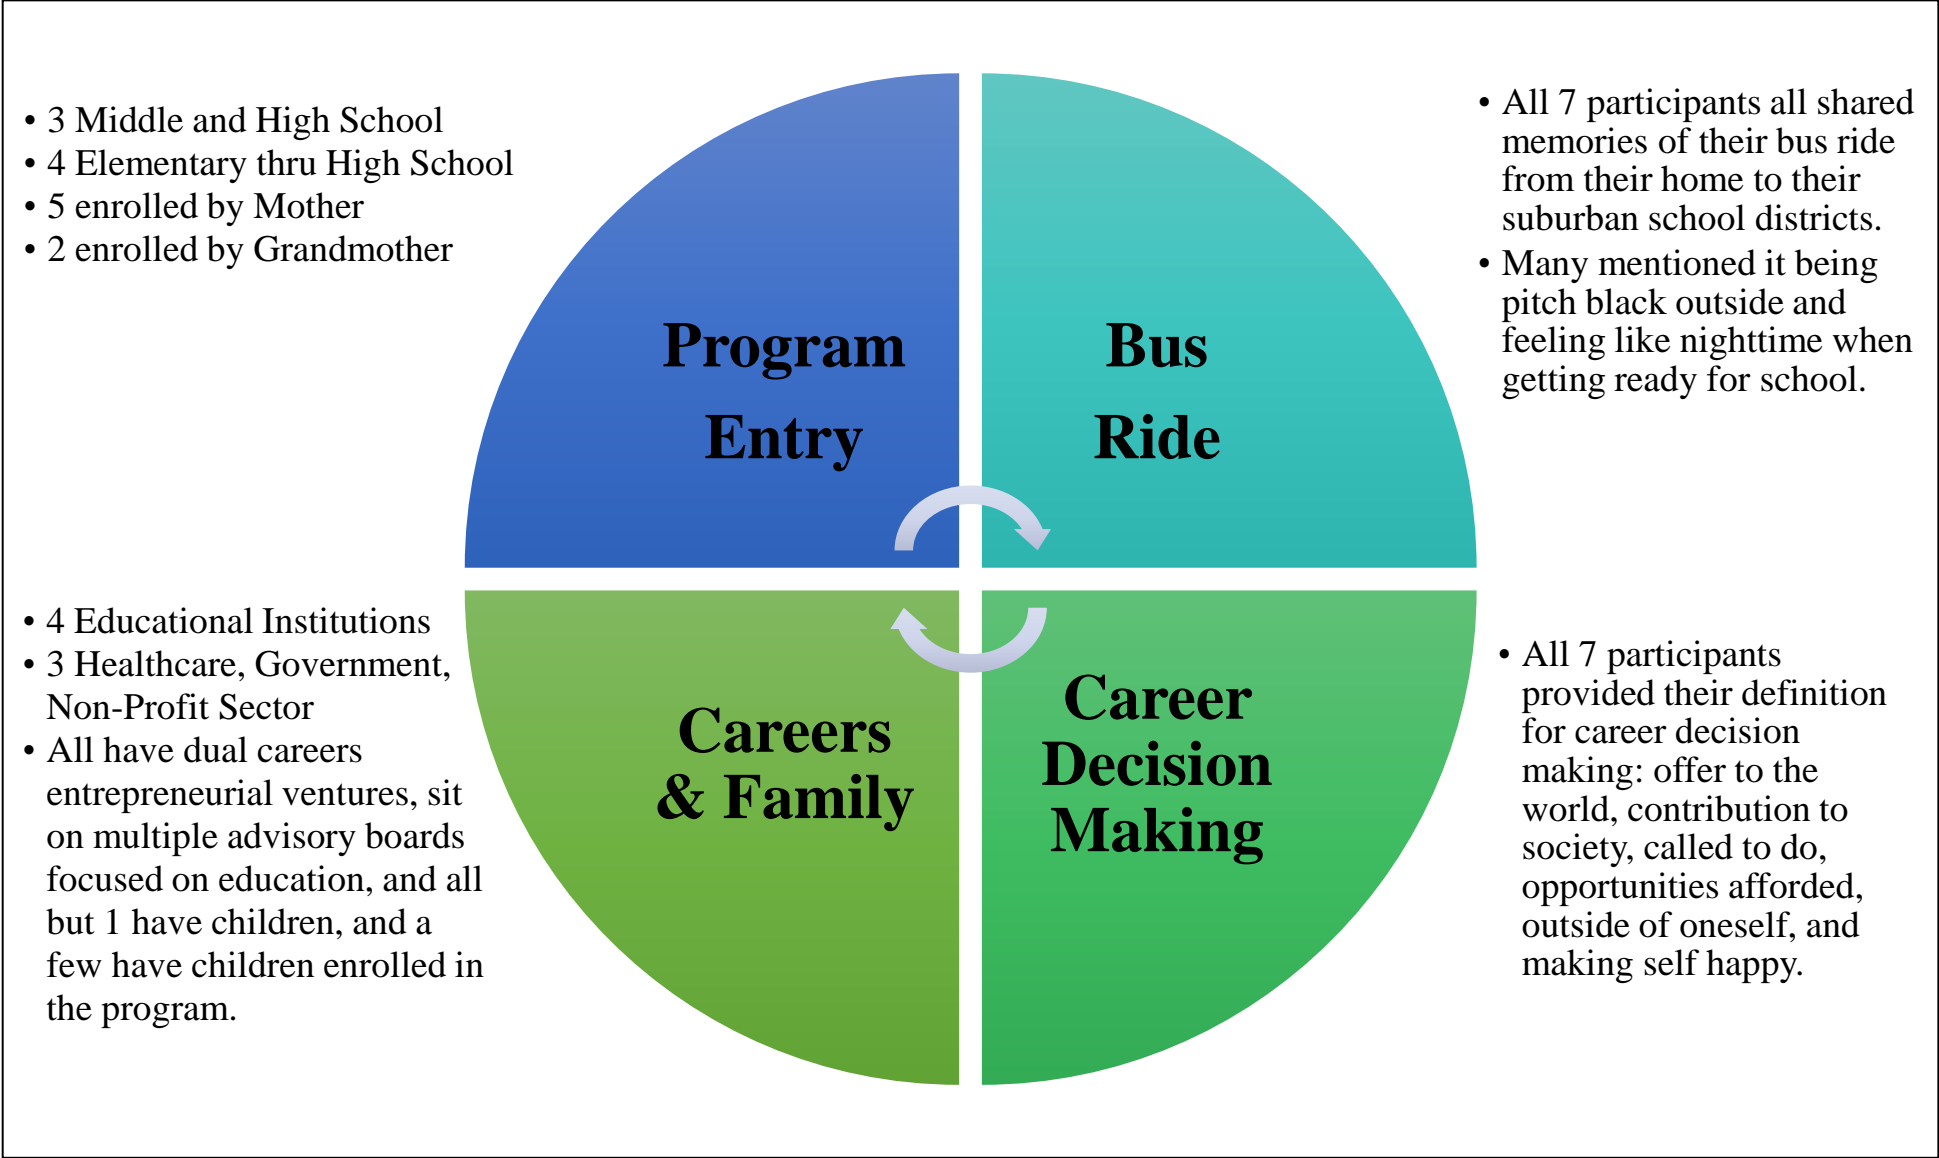 • 3 Middle and High School
• 4 Elementary thru High School
• 5 enrolled by Mother
• 2 enrolled by Grandmother
Program
Entry
Bus
Ride
• All 7 participants all shared
memories of their bus ride
from their home to their
suburban school districts.
• Many mentioned it being
pitch black outside and
feeling like nighttime when
getting ready for school.
• 4 Educational Institutions
• 3 Healthcare, Government,
Non-Profit Sector
• All have dual careers
entrepreneurial ventures, sit
on multiple advisory boards
focused on education, and all
but 1 have children, and a
few have children enrolled in
the program.
Careers
& Family
Career
Decision
Making
• All 7 participants
provided their definition
for career decision
making: offer to the
world, contribution to
society, called to do,
opportunities afforded,
outside of oneself, and
making self happy.